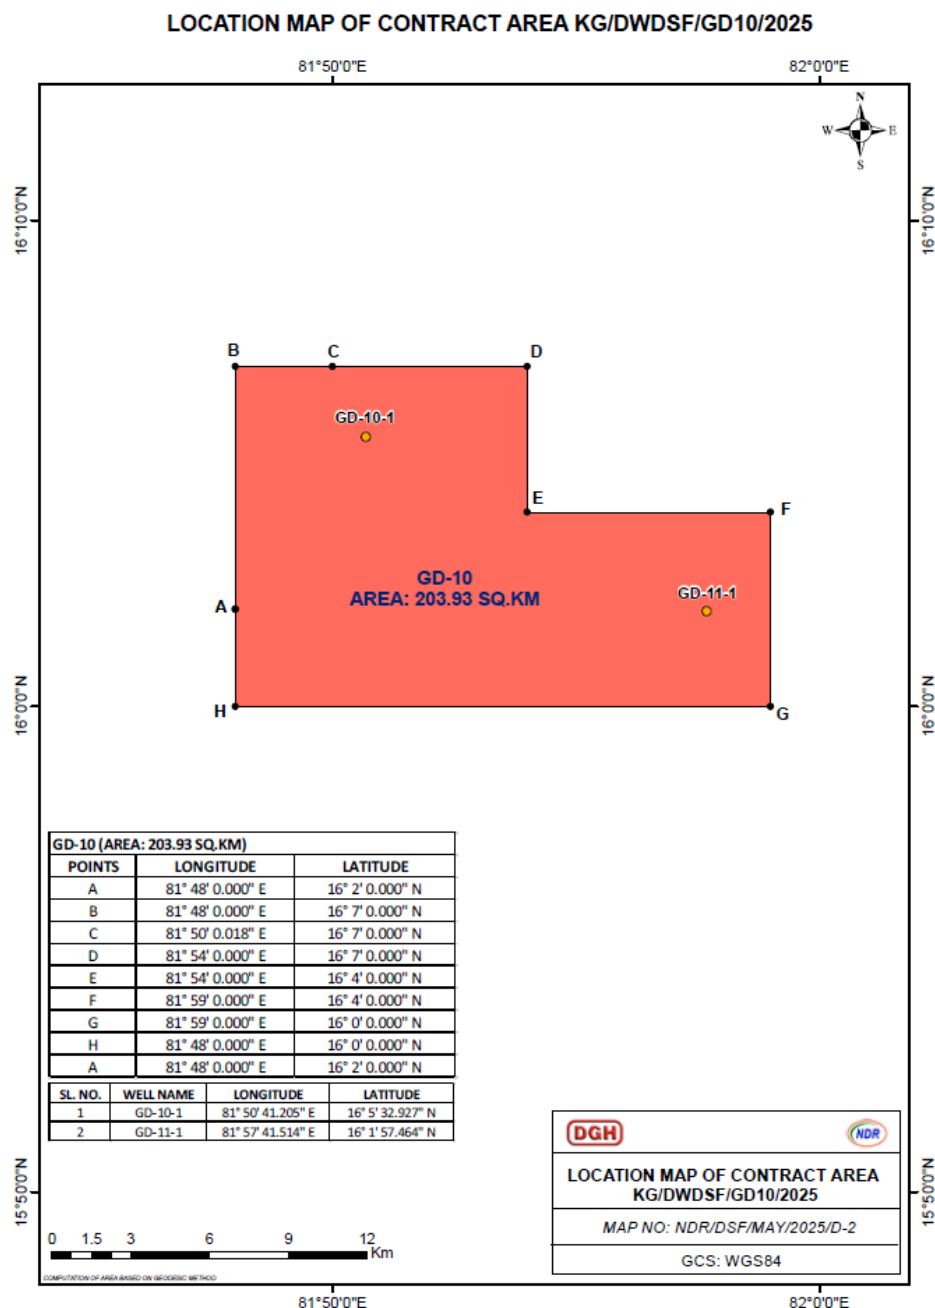 LOCATION MAP OF CONTRACT AREA KG/DWDSF/GD10/2025
81°50'0"E 82°0'0"E
N
W E
S
16°10'0"N 16°10'0"N
B C D
GD-10-1
E F
GD-10
AREA: 203.93 SQ.KM
GD-11-1
A
H G
16°0'0"N 16°0'0"N
GD-10 (AREA: 203.93 SQ.KM)
POINTS LONGITUDE LATITUDE
A 81° 48' 0.000" E 16° 2' 0.000" N
B 81° 48' 0.000" E 16° 7' 0.000" N
C 81° 50' 0.018" E 16° 7' 0.000" N
D 81° 54' 0.000" E 16° 7' 0.000" N
E 81° 54' 0.000" E 16° 4' 0.000" N
F 81° 59' 0.000" E 16° 4' 0.000" N
G 81° 59' 0.000" E 16° 0' 0.000" N
H 81° 48' 0.000" E 16° 0' 0.000" N
A 81° 48' 0.000" E 16° 2' 0.000" N
SL. NO. WELL NAME LONGITUDE LATITUDE
1 GD-10-1 81° 50' 41.205" E 16° 5' 32.927" N
2 GD-11-1 81° 57' 41.514" E 16° 1' 57.464" N
DGH NDR
LOCATION MAP OF CONTRACT AREA
KG/DWDSF/GD10/2025
MAP NO: NDR/DSF/MAY/2025/D-2
GCS: WGS84
15°50'0"N 15°50'0"N
0 1.5 3 6 9 12
Km
COMPUTATION OF AREA BASED ON GEODESIC METHOD
81°50'0"E 82°0'0"E